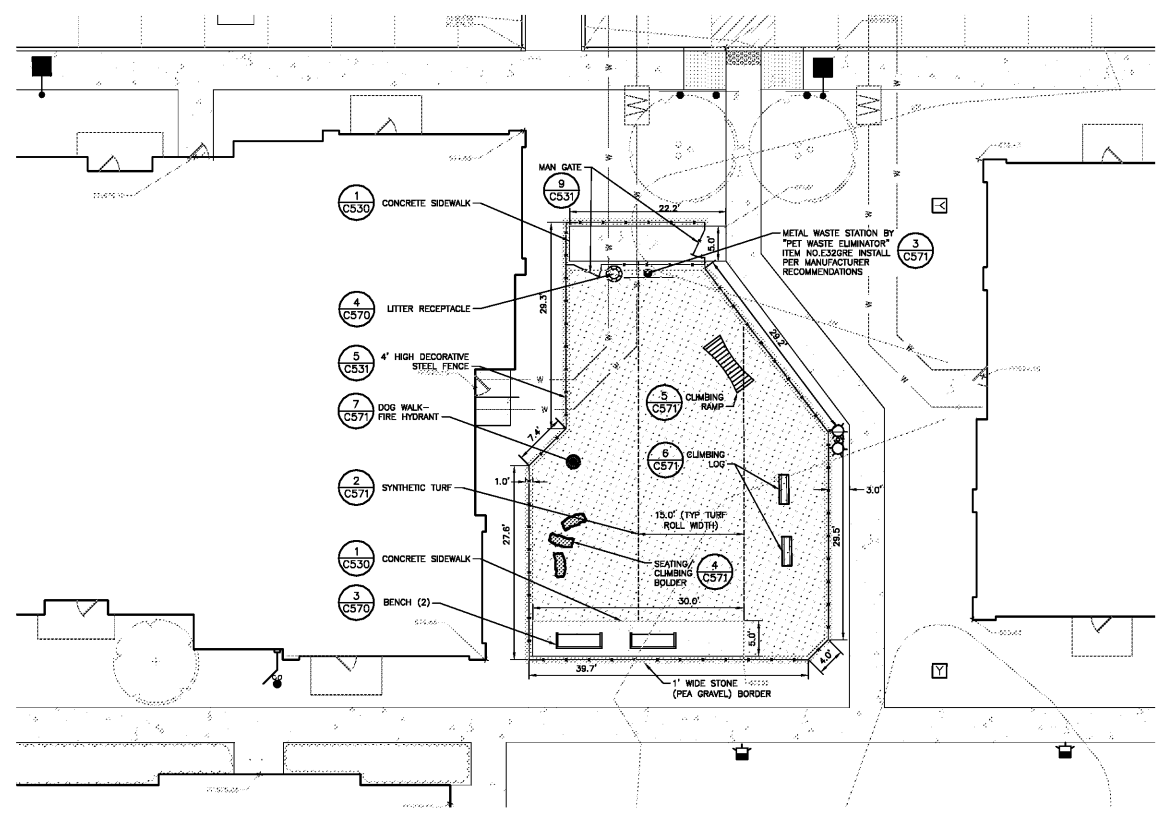 MAN GATE
9
C531
22.2'
1
C530
CONCRETE SIDEWALK
5.0'
METAL WASTE STATION BY
"PET WASTE ELIMINATOR"
ITEM NO.E32GRE INSTALL
PER MANUFACTURER
RECOMMENDATIONS
3
C571
4
C570
LITTER RECEPTACLE
29.3'
29.2'
5
C531
4' HIGH DECORATIVE
STEEL FENCE
7
C571
DOG WALK-
FIRE HYDRANT
5
C571
CLIMBING
RAMP
7.4'
6
C571
CLIMBING
LOG
1.0'
2
C571
SYNTHETIC TURF
3.0'
15.0' (TYP TURF
ROLL WIDTH)
27.6'
29.5'
1
C530
CONCRETE SIDEWALK
SEATING/
CLIMBING
BOLDER
4
C571
3
C570
BENCH (2)
30.0'
5.0'
4.0'
39.7'
1' WIDE STONE
(PEA GRAVEL) BORDER
W
W
W
W
W
W
W
W
W
W
W
Y
Y